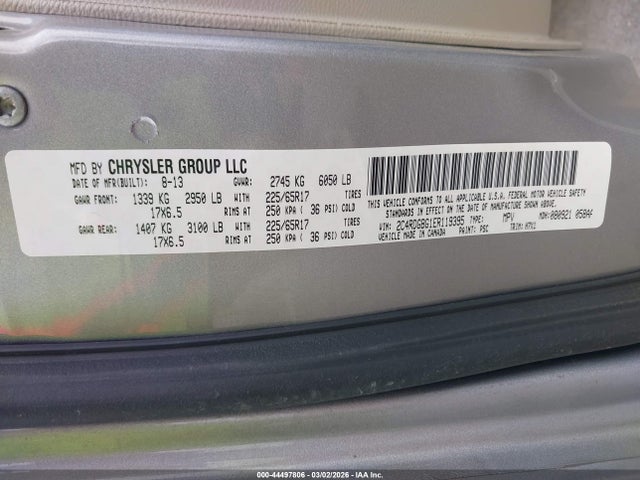 MFD BY CHRYSLER GROUP LLC
DATE OF MFR(BUILT): 8-13 GVWR: 2745 KG 6050 LB
GAWR FRONT: 1339 KG 2950 LB WITH 225/65R17 TIRES
17X6.5 RIMS AT 250 KPA ( 36 PSI) COLD
GAWR REAR: 1407 KG 3100 LB WITH 225/65R17 TIRES
17X6.5 RIMS AT 250 KPA ( 36 PSI) COLD
THIS VEHICLE CONFORMS TO ALL APPLICABLE U.S. FEDERAL MOTOR VEHICLE SAFETY
STANDARDS IN EFFECT ON THE DATE OF MANUFACTURE SHOWN ABOVE.
VIN: 2C4RDGBG1ER119395 TYPE: MPV MDH: 080521 058AF
VEHICLE MADE IN CANADA PAINT: PSC TRIM:
000-44497806 - 03/02/2026 - IAAI Inc.